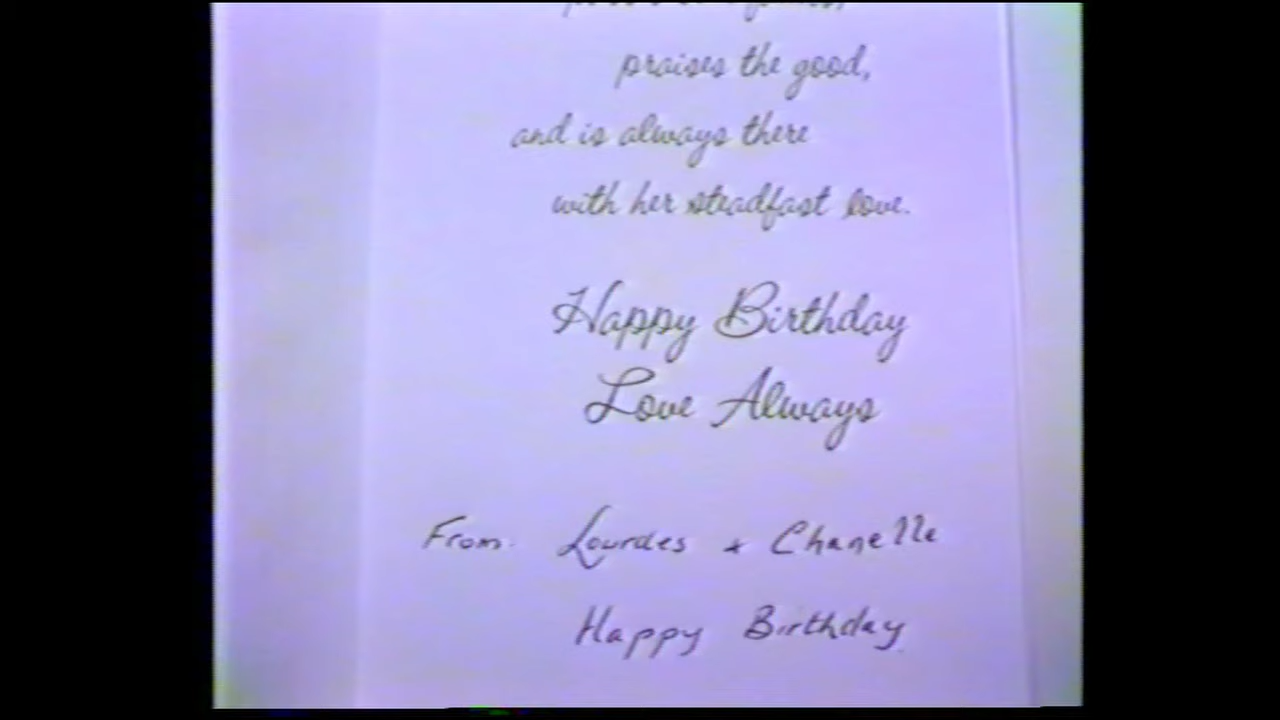 praises the good,
and is always there
with her steadfast love.
Happy Birthday
Love Always
From. Lourdes + Chanelle
Happy Birthday